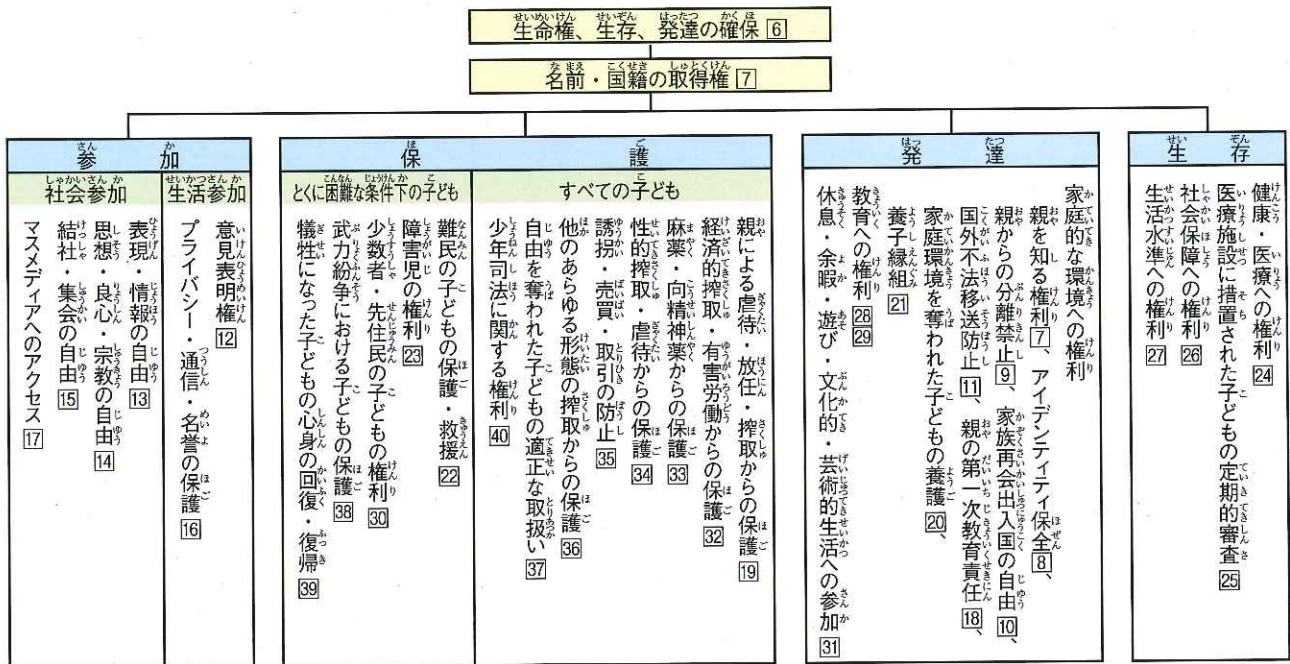 生命権、生存、発達の確保 6
名前・国籍の取得権 7
生存
健康・医療への権利 24
医療施設に措置された子どもの定期的審査 25
社会保障への権利 26
生活水準への権利 27
発達
家庭的な環境への権利
親を知る権利 7、アイデンティティ保全 8、
親からの分離禁止 9、家族再会出入国の自由 10、
国外不法移送防止 11、親の第一次教育責任 18、
家庭環境を奪われた子どもの養護 20、
養子縁組 21
教育への権利 28 29
休息・余暇・遊び・文化的・芸術的生活への参加 31
保護
すべての子ども
親による虐待・放任・搾取からの保護 19
経済的搾取・有害労働からの保護 32
麻薬・向精神薬からの保護 33
性的搾取・虐待からの保護 34
誘拐・売買・取引の防止 35
他のあらゆる形態の搾取からの保護 36
自由を奪われた子どもの適正な取扱い 37
少年司法に関する権利 40
とくに困難な条件下の子ども
難民の子どもの保護・救援 22
障害児の権利 23
少数者・先住民の子どもの権利 30
武力紛争における子どもの保護 38
犠牲になった子どもの心身の回復・復帰 39
参加
生活参加
意見表明権 12
プライバシー・通信・名誉の保護 16
社会参加
表現・情報の自由 13
思想・良心・宗教の自由 14
結社・集会の自由 15
マスメディアへのアクセス 17